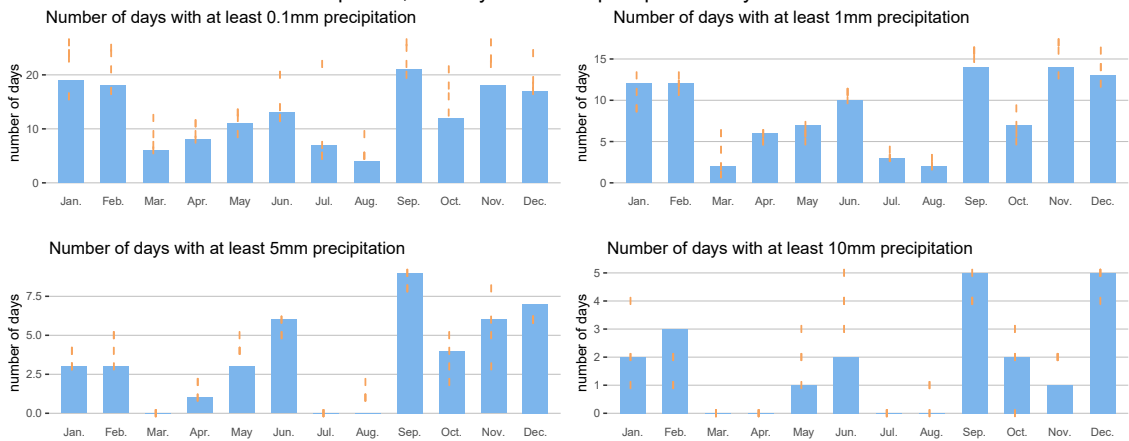 Number of days with at least 0.1mm precipitation
number of days
20
10
0
Jan. Feb. Mar. Apr. May Jun. Jul. Aug. Sep. Oct. Nov. Dec.
Number of days with at least 1mm precipitation
number of days
15
10
5
0
Jan. Feb. Mar. Apr. May Jun. Jul. Aug. Sep. Oct. Nov. Dec.
Number of days with at least 5mm precipitation
number of days
7.5
5.0
2.5
0.0
Jan. Feb. Mar. Apr. May Jun. Jul. Aug. Sep. Oct. Nov. Dec.
Number of days with at least 10mm precipitation
number of days
5
4
3
2
1
0
Jan. Feb. Mar. Apr. May Jun. Jul. Aug. Sep. Oct. Nov. Dec.